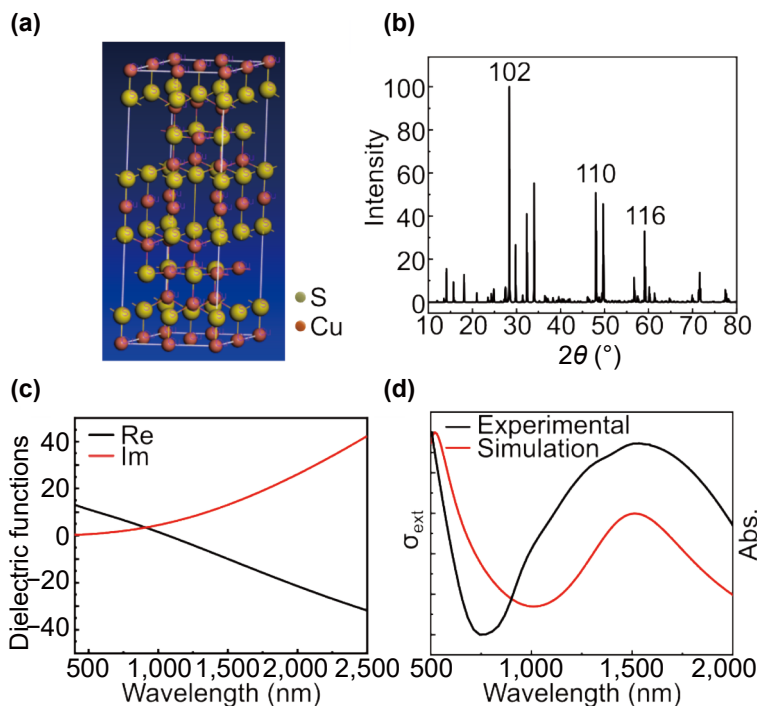 (a)
S
Cu
(b)
102
110
116
Intensity
100
80
60
40
20
0
10 20 30 40 50 60 70 80
2θ (°)
(c)
Re
Im
Dielectric functions
40
20
0
−20
−40
500 1,000 1,500 2,000 2,500
Wavelength (nm)
(d)
Experimental
Simulation
σext
Abs.
500 1,000 1,500 2,000
Wavelength (nm)